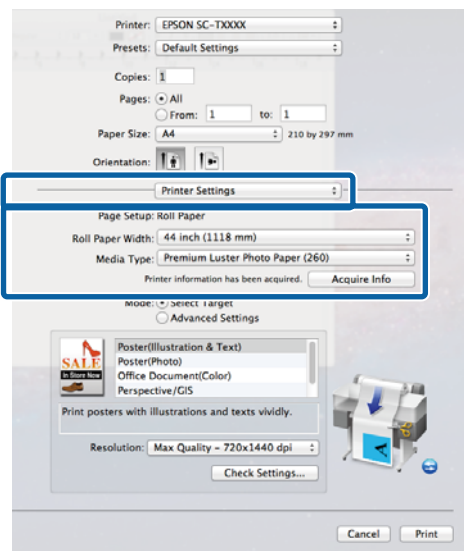 Printer: EPSON SC-TXXXX
Presets: Default Settings
Copies: 1
Pages: All
From: 1 to: 1
Paper Size: A4 210 by 297 mm
Orientation:
Printer Settings
Page Setup: Roll Paper
Roll Paper Width: 44 inch (1118 mm)
Media Type: Premium Luster Photo Paper (260)
Printer information has been acquired. Acquire Info
Mode: Select Target
Advanced Settings
SALE
In Store Now
Poster(Illustration & Text)
Poster(Photo)
Office Document(Color)
Perspective/GIS
Print posters with illustrations and texts vividly.
Resolution: Max Quality - 720x1440 dpi
Check Settings...
A
Cancel Print